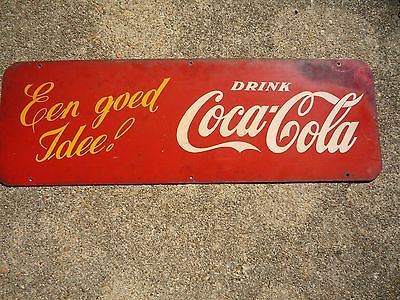 Een goed
Idee!
DRINK
Coca-Cola